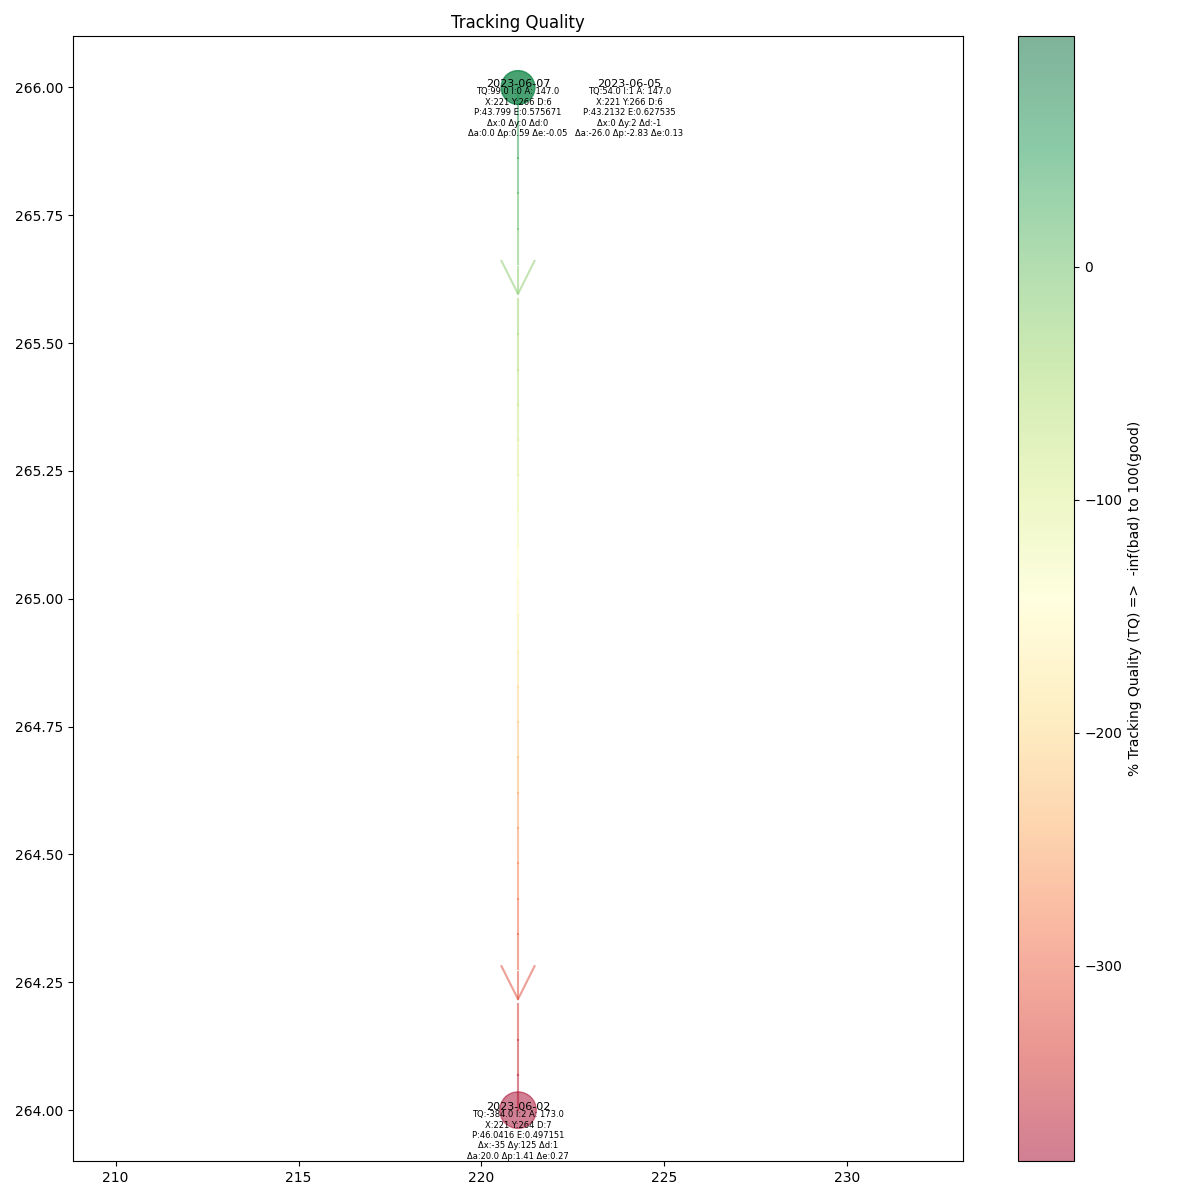 Tracking Quality
266.00
265.75
265.50
265.25
265.00
264.75
264.50
264.25
264.00
2023-06-07
TQ:99.0 I:0 A: 147.0
X:221 Y:266 D:6
P:43.799 E:0.575671
Δx:0 Δy:0 Δd:0
Δa:0.0 Δp:0.59 Δe:-0.05
2023-06-05
TQ:54.0 I:1 A: 147.0
X:221 Y:266 D:6
P:43.2132 E:0.627535
Δx:0 Δy:2 Δd:-1
Δa:-26.0 Δp:-2.83 Δe:0.13
2023-06-02
TQ:-384.0 I:2 A: 173.0
X:221 Y:264 D:7
P:46.0416 E:0.497151
Δx:-35 Δy:125 Δd:1
Δa:20.0 Δp:1.41 Δe:0.27
210
215
220
225
230
0
−100
−200
−300
% Tracking Quality (TQ) => -inf(bad) to 100(good)